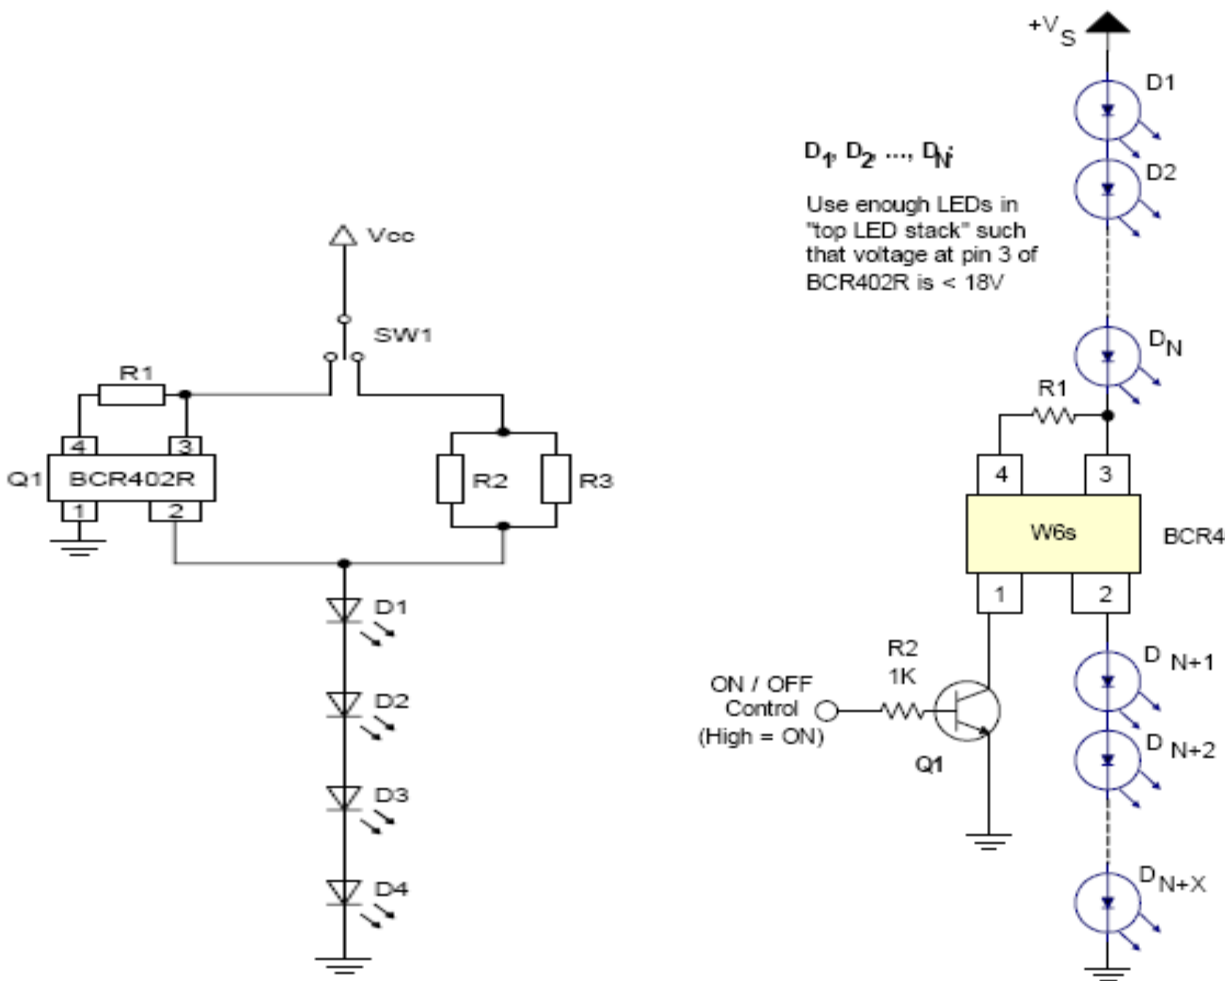 Vcc
SW1
R1
4
3
Q1
BCR402R
1
2
R2
R3
D1
D2
D3
D4
+VS
D1
D2
D1, D2, ..., DN:
Use enough LEDs in
"top LED stack" such
that voltage at pin 3 of
BCR402R is < 18V
DN
R1
4
3
W6s
BCR4
1
2
R2
1K
ON / OFF
Control
(High = ON)
Q1
D N+1
D N+2
DN+X